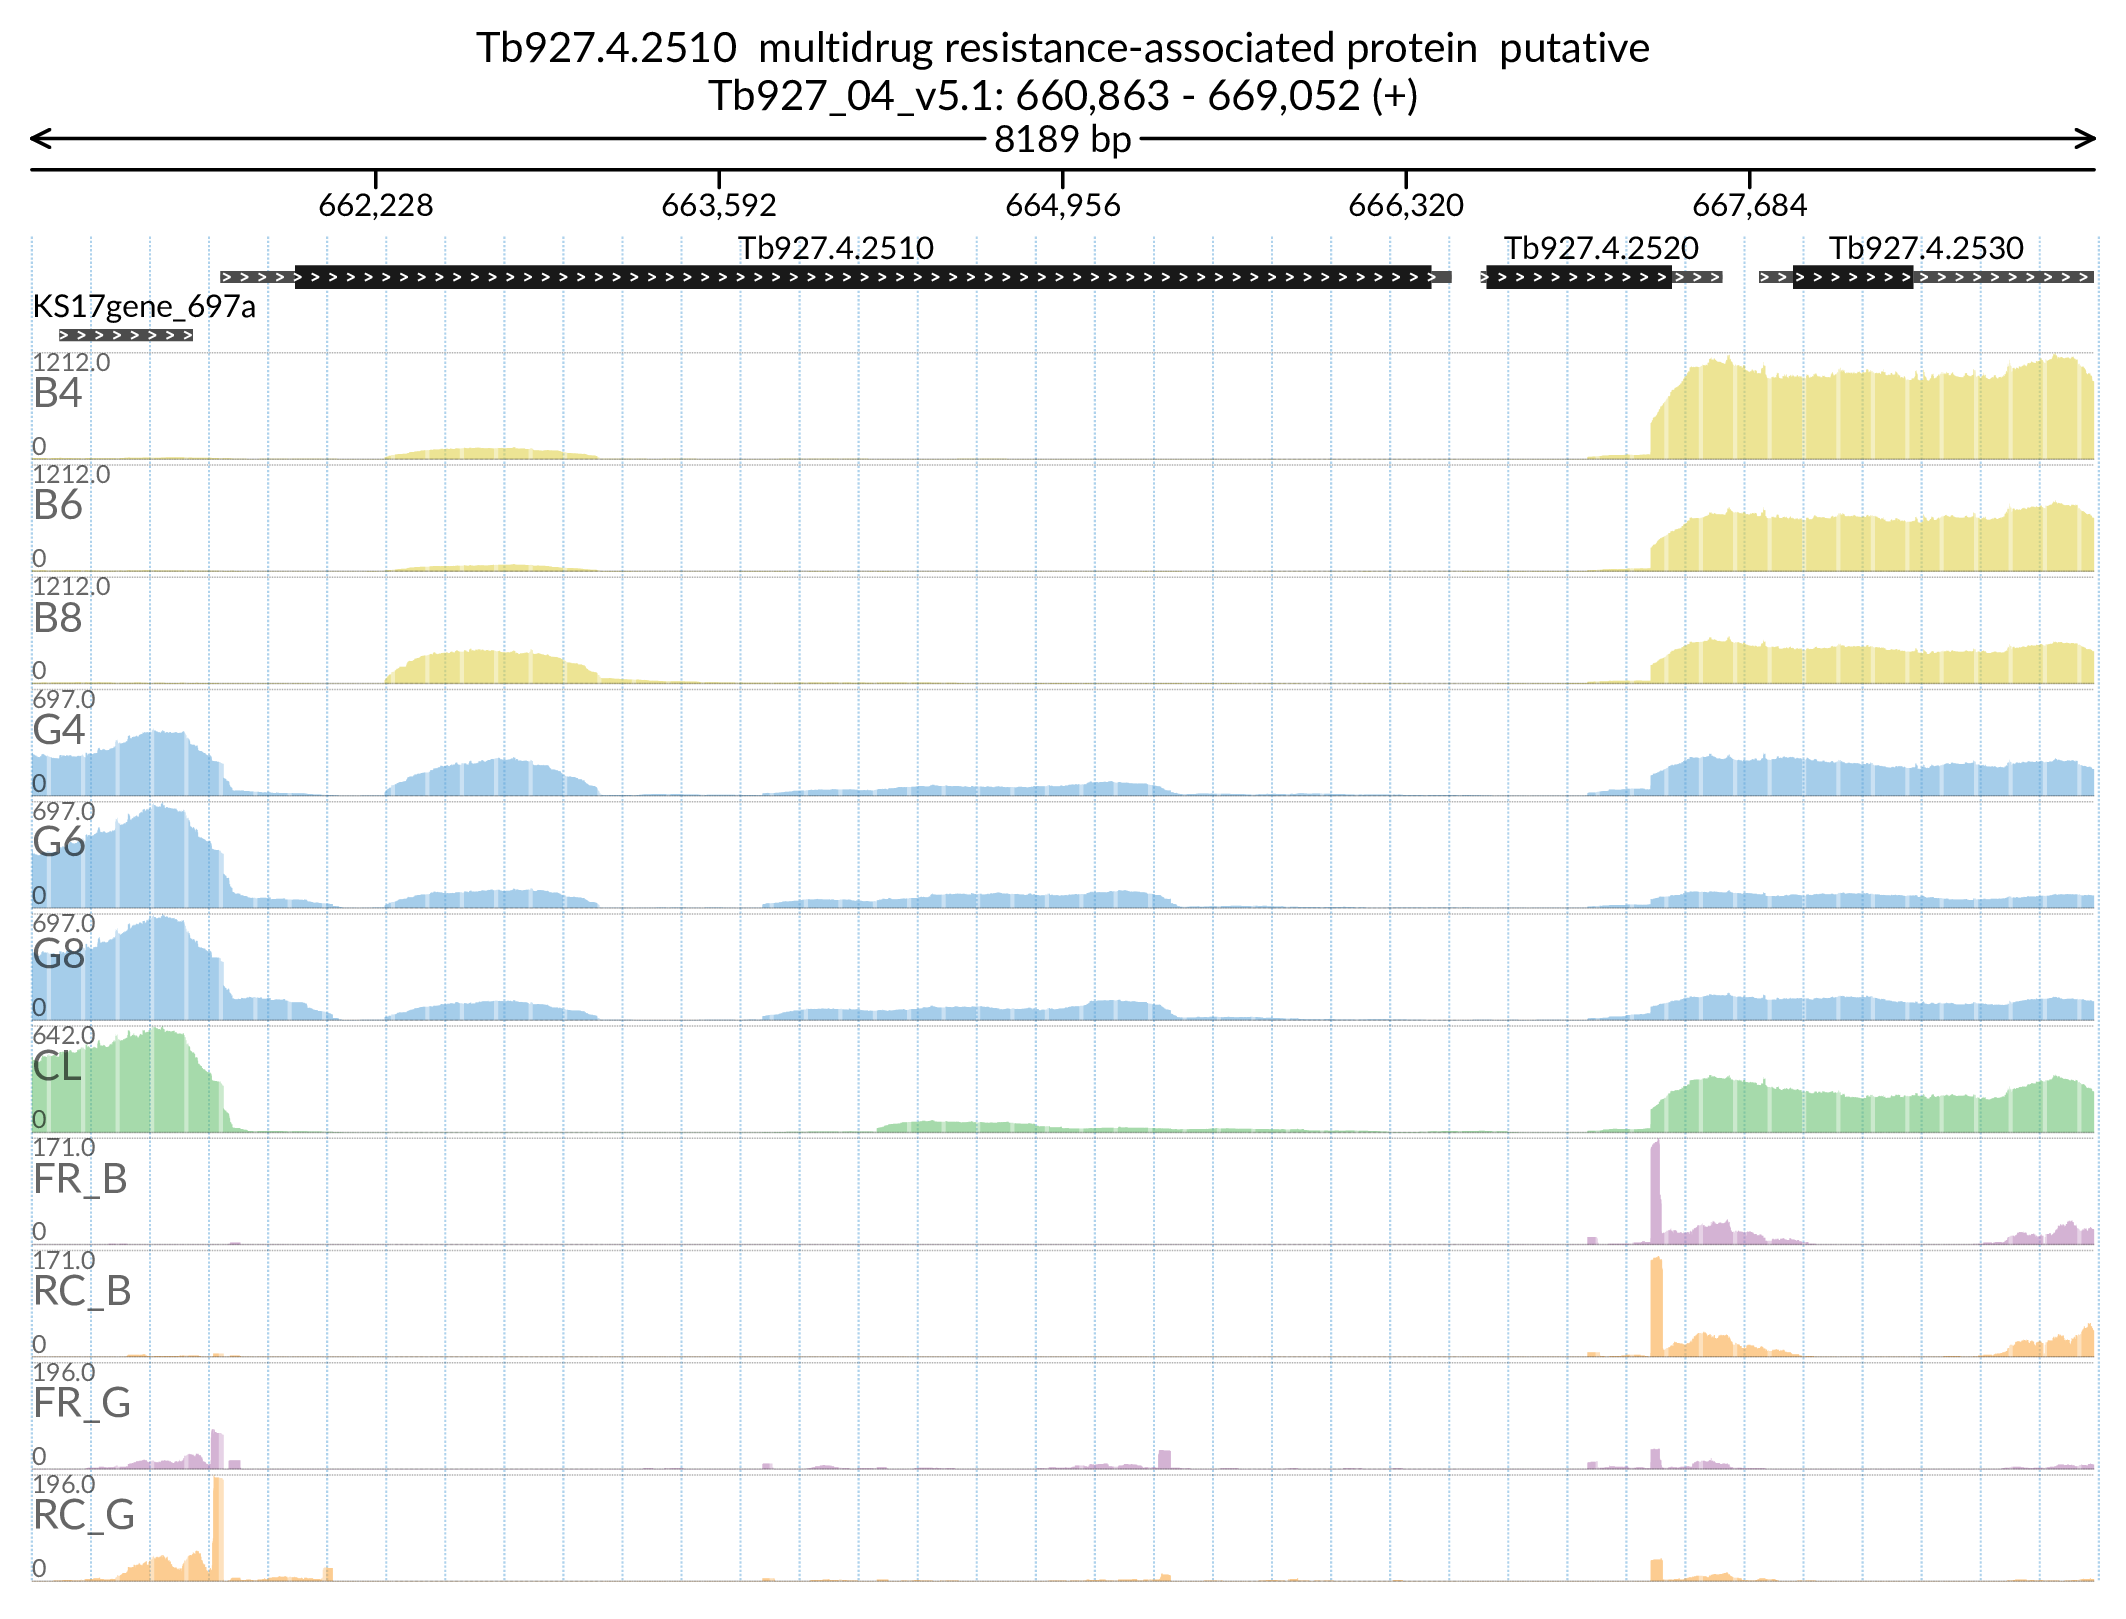 Tb927.4.2510  multidrug resistance-associated protein  putative
Tb927_04_v5.1: 660,863 - 669,052 (+)
8189 bp
662,228 663,592 664,956 666,320 667,684
Tb927.4.2510 Tb927.4.2520 Tb927.4.2530
KS17gene_697a
1212.0
B4
0
1212.0
B6
0
1212.0
B8
0
697.0
G4
0
697.0
G6
0
697.0
G8
0
642.0
CL
0
171.0
FR_B
0
171.0
RC_B
0
196.0
FR_G
0
196.0
RC_G
0